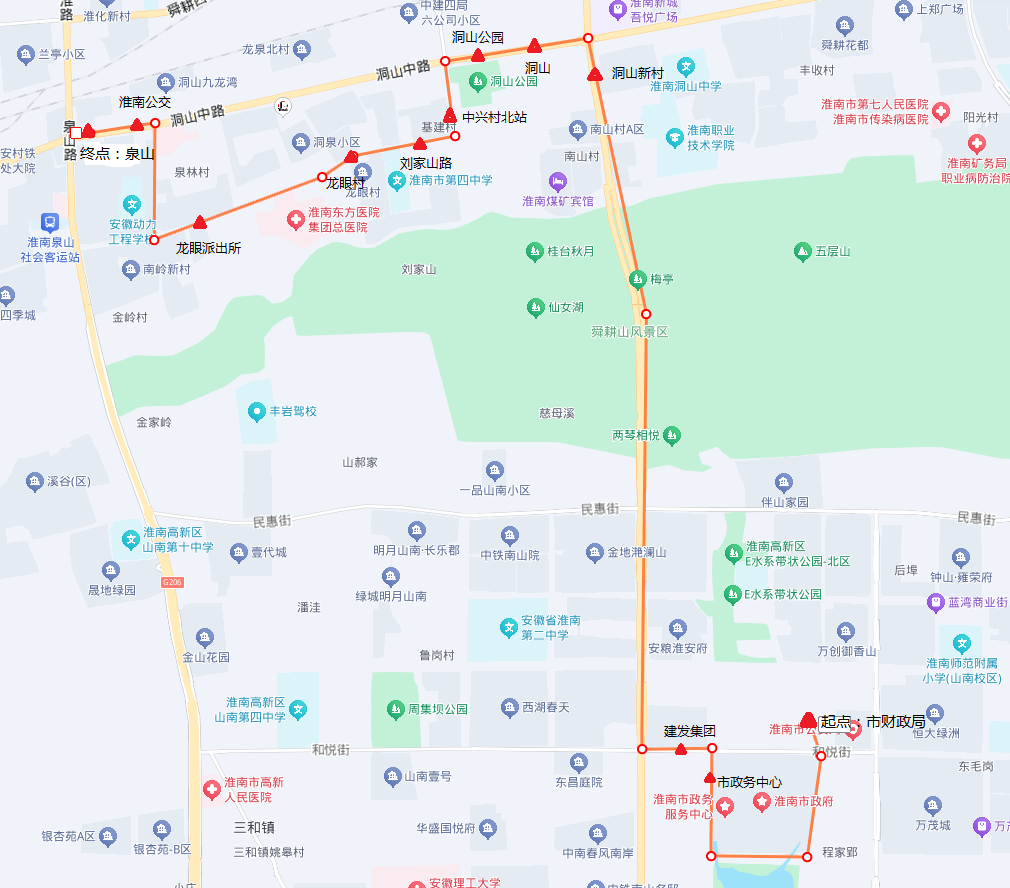 淮路
淮化新村
舜耕西
中建四局
六公司小区
淮南新城
吾悦广场
上郑广场
兰亭小区
龙泉北村
洞山公园
舜耕花都
洞山中路
洞山
洞山九龙湾
洞山公园
洞山新村
淮南洞山中学
丰收村
淮南公交
洞山中路
中兴村北站
淮南市第七人民医院
淮南市传染病医院
阳光村
泉山路
基建村
南山村A区
淮南职业
技术学院
终点：泉山
洞泉小区
南山村
安村铁
处大院
泉林村
刘家山路
淮南矿务局
职业病防治院
龙眼村
龙眼村
淮南市第四中学
淮南煤矿宾馆
安徽动力
工程学校
淮南东方医院
集团总医院
淮南泉山
社会客运站
龙眼派出所
桂台秋月
五层山
南岭新村
刘家山
梅亭
四季城
金岭村
仙女湖
舜耕山风景区
丰岩驾校
慈母溪
金家岭
两琴相悦
山郝家
溪谷(区)
一品山南小区
伴山家园
民惠街
民惠街
民惠街
淮南高新区
山南第十中学
壹代城
明月山南·长乐郡
中铁南山院
金地滟澜山
淮南高新区
E水系带状公园-北区
后埠
钟山·雍荣府
G206
晟地绿园
绿城明月山南
E水系带状公园
蓝湾商业街
潘洼
安徽省淮南
第二中学
金山花园
鲁岗村
安粮淮安府
万创御香山
淮南师范附属
小学(山南校区)
淮南高新区
山南第四中学
周集坝公园
西湖春天
起点：市财政局
恒大绿洲
建发集团
淮南市公
和悦街
和悦街
东毛岗
淮南市高新
人民医院
山南壹号
东昌庭院
市政务中心
淮南市政务
服务中心
淮南市政府
银杏苑A区
银杏苑-B区
三和镇
三和镇姚皋村
华盛国悦府
中南春风南岸
程家郢
万茂城
万茂
小庄
安徽理工大学
中铁南山名邸